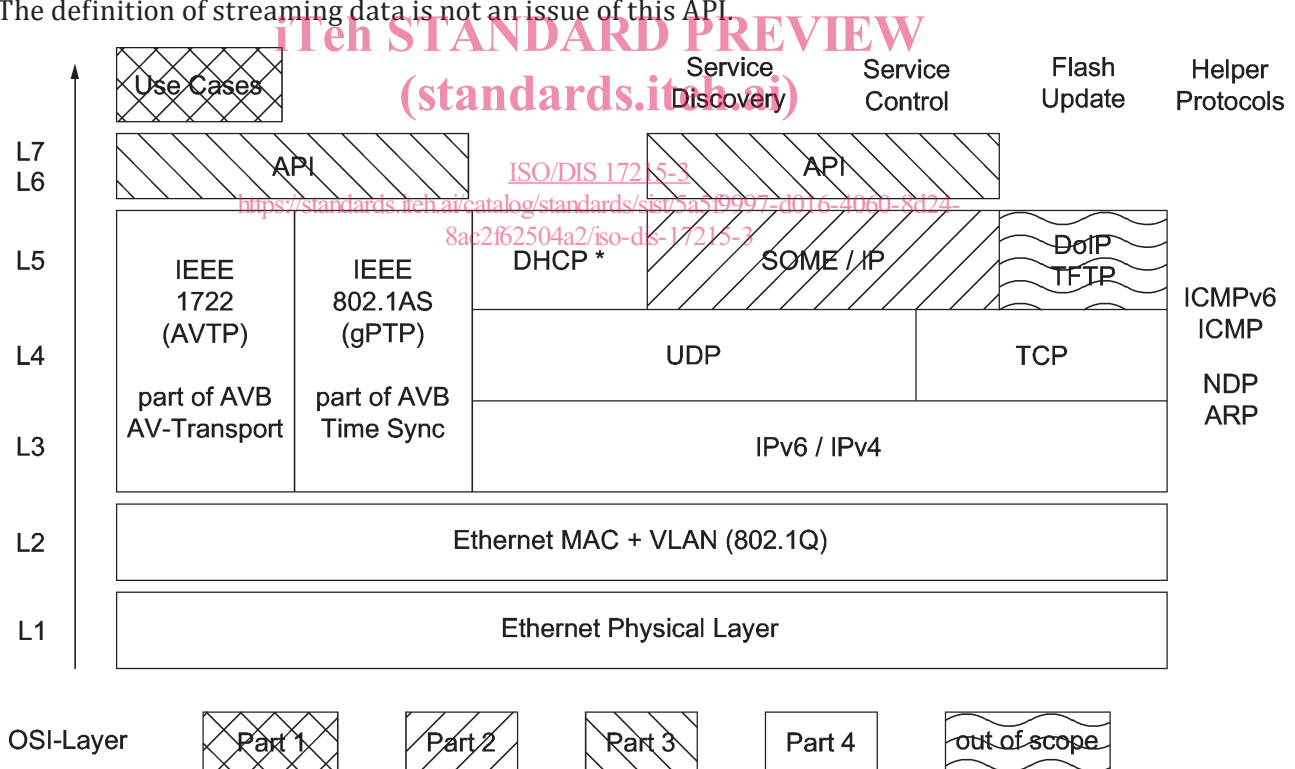 The definition of streaming data is not an issue of this API.
iTeh STANDARD PREVIEW
(standards.iteh.ai)
Use Cases
Service
Discovery
Service
Control
Flash
Update
Helper
Protocols
L7
L6
API
API
ISO/DIS 17215-3
https://standards.iteh.ai/catalog/standards/sist/5a5f9997-d016-4060-8d24-
8ac2f62504a2/iso-dis-17215-3
L5
IEEE
1722
(AVTP)
part of AVB
AV-Transport
IEEE
802.1AS
(gPTP)
part of AVB
Time Sync
DHCP *
SOME / IP
DoIP
TFTP
ICMPv6
ICMP
NDP
ARP
L4
UDP
TCP
L3
IPv6 / IPv4
L2
Ethernet MAC + VLAN (802.1Q)
L1
Ethernet Physical Layer
OSI-Layer
Part 1
Part 2
Part 3
Part 4
out of scope